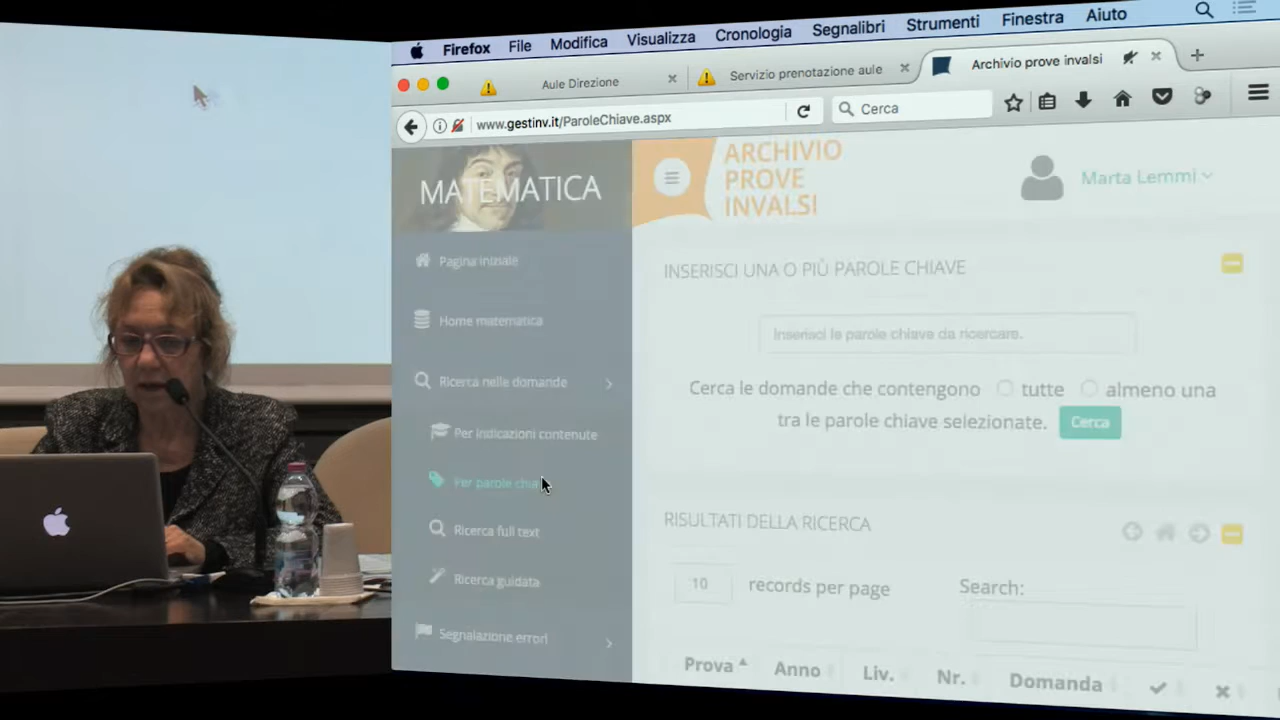 Firefox File Modifica Visualizza Cronologia Segnalibri Strumenti Finestra Aiuto
Aule Direzione
Servizio prenotazione aule
Archivio prove invalsi
www.gestinv.it/ParoleChiave.aspx
Cerca
MATEMATICA
ARCHIVIO
PROVE
INVALSI
Marta Lemmi
Pagina iniziale
Home matematica
Ricerca nelle domande
Per indicazioni contenute
Per parole chia
Ricerca full text
Ricerca guidata
Segnalazione errori
INSERISCI UNA O PIÙ PAROLE CHIAVE
Inserisci le parole chiave da ricercare.
Cerca le domande che contengono tutte almeno una
tra le parole chiave selezionate. Cerca
RISULTATI DELLA RICERCA
10 records per page Search:
Prova Anno Liv. Nr. Domanda